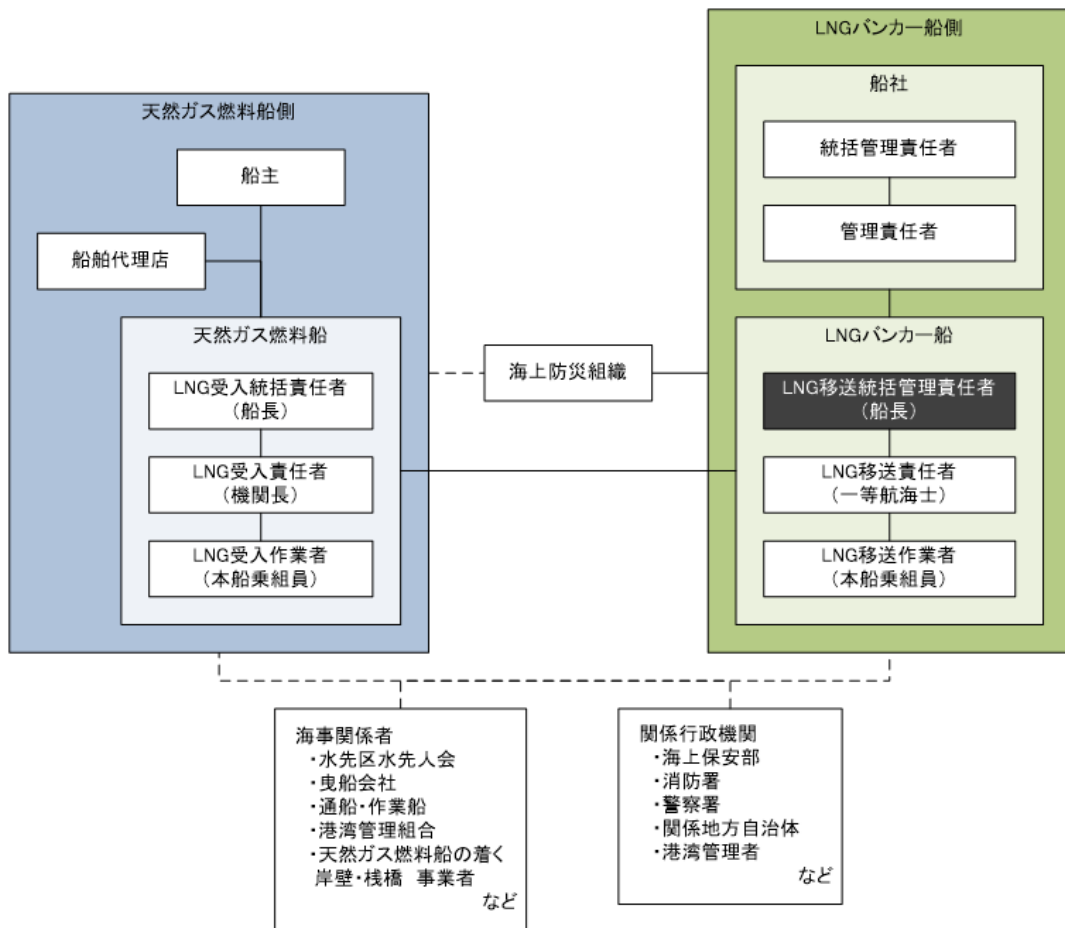 天然ガス燃料船側
船主
船舶代理店
天然ガス燃料船
LNG受入統括責任者
(船長)
LNG受入責任者
(機関長)
LNG受入作業者
(本船乗組員)
海上防災組織
LNGバンカー船側
船社
統括管理責任者
管理責任者
LNGバンカー船
LNG移送統括管理責任者
(船長)
LNG移送責任者
(一等航海士)
LNG移送作業者
(本船乗組員)
海事関係者
・水先区水先人会
・曳船会社
・通船・作業船
・港湾管理組合
・天然ガス燃料船の着く
岸壁・桟橋 事業者
など
関係行政機関
・海上保安部
・消防署
・警察署
・関係地方自治体
・港湾管理者
など